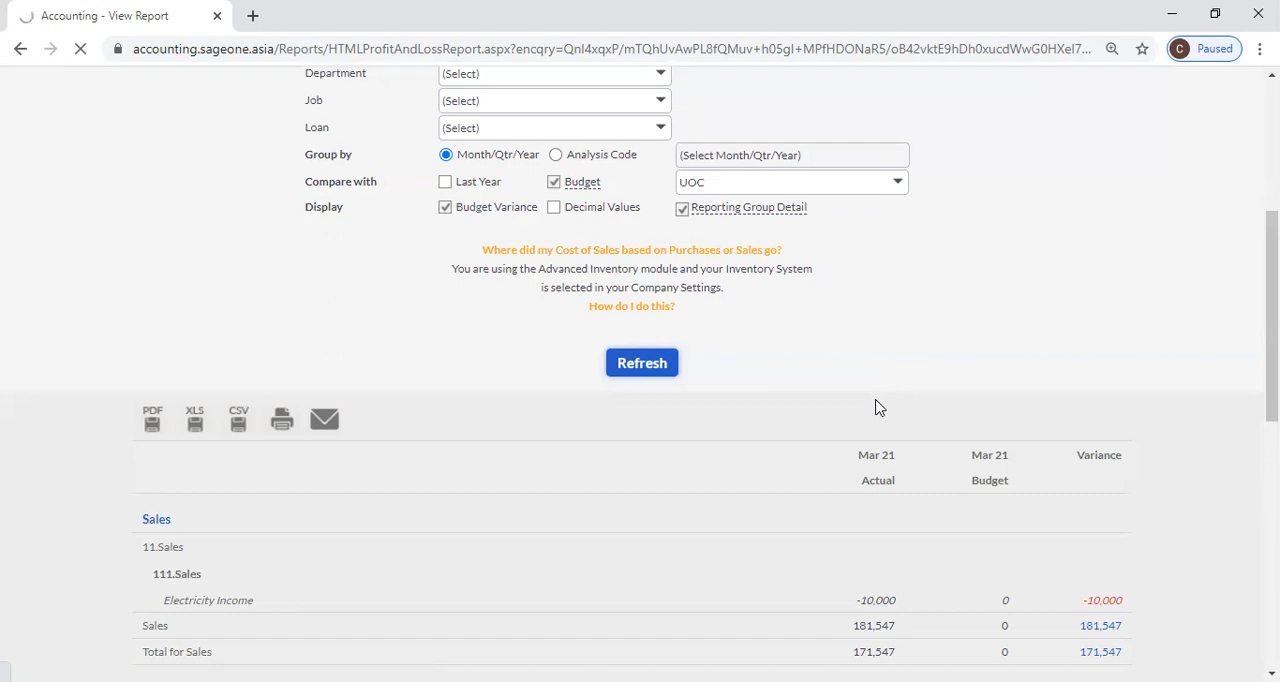 Accounting - View Report
accounting.sageone.asia/Reports/HTMLProfitAndLossReport.aspx?encry=QnI4xqxP/mTQhUvAwPL8fQMuv+h05gI+MPfHDONaR5/oB42vktE9hDh0xucdWwG0HXeI7...
C Paused
Department (Select)
Job (Select)
Loan (Select)
Group by Month/Qtr/Year Analysis Code (Select Month/Qtr/Year)
Compare with Last Year Budget UOC
Display Budget Variance Decimal Values Reporting Group Detail
Where did my Cost of Sales based on Purchases or Sales go?
You are using the Advanced Inventory module and your Inventory System
is selected in your Company Settings.
How do I do this?
Refresh
PDF XLS CSV
Mar 21 Mar 21 Variance
Actual Budget
Sales
11.Sales
111.Sales
Electricity Income -10,000 0 -10,000
Sales 181,547 0 181,547
Total for Sales 171,547 0 171,547